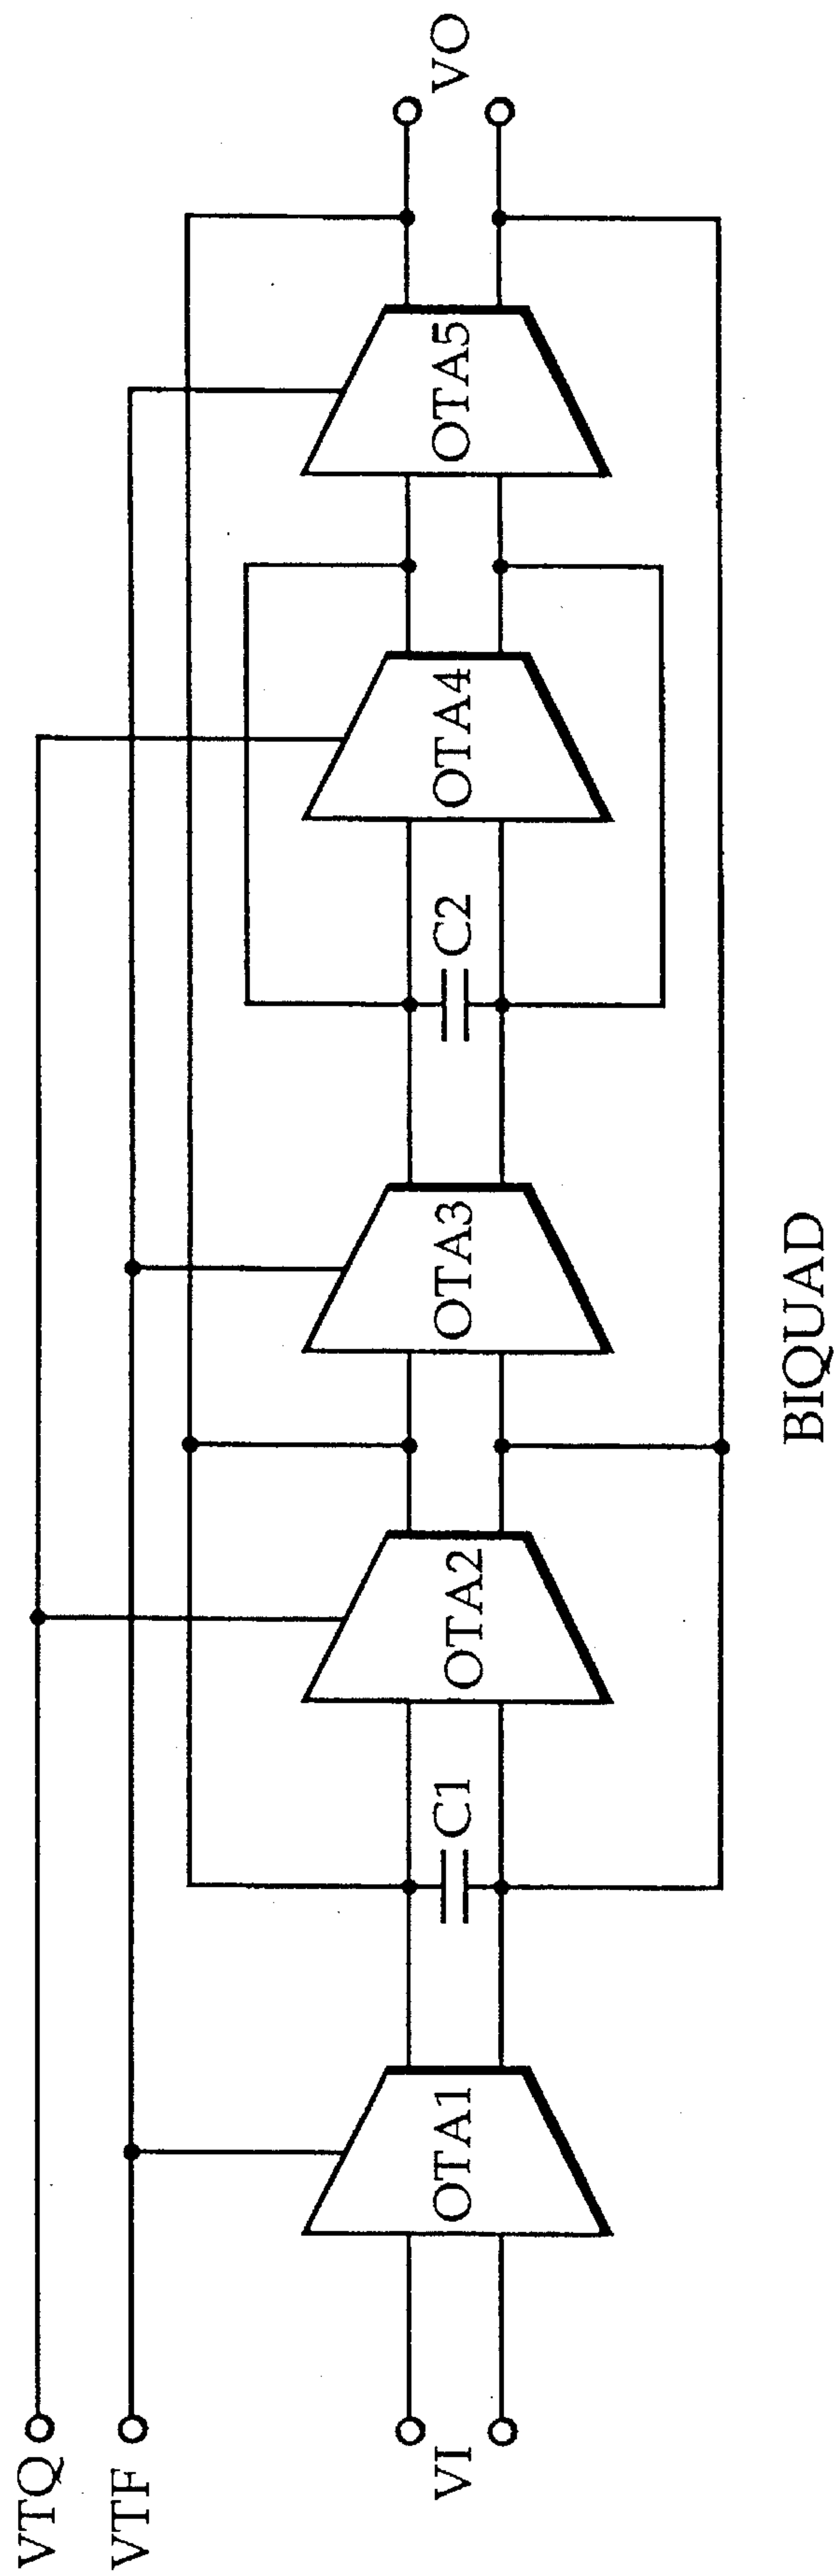 VTQ
VTF
VI
OTA1
C1
OTA2
OTA3
C2
OTA4
OTA5
VO
BIQUAD